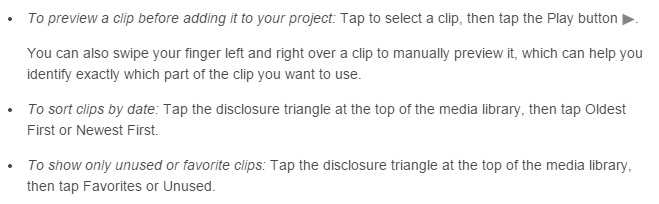 • To preview a clip before adding it to your project: Tap to select a clip, then tap the Play button ▶.
You can also swipe your finger left and right over a clip to manually preview it, which can help you
identify exactly which part of the clip you want to use.
• To sort clips by date: Tap the disclosure triangle at the top of the media library, then tap Oldest
First or Newest First.
• To show only unused or favorite clips: Tap the disclosure triangle at the top of the media library,
then tap Favorites or Unused.